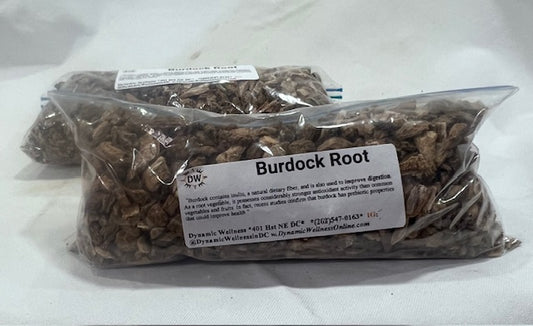 Burdock Root
Burdock Root
DW
"Burdock contains inulin, a natural dietary fiber, and is also used to improve digestion.
As a root vegetable, it possesses considerably stronger antioxidant activity than common
vegetables and fruits. In fact, recent studies confirm that burdock has prebiotic properties
that could improve health."
Dynamic Wellness *401 Hst NE DC* *(202)547-0163*
@DynamicWellnessinDC w.DynamicWellnessOnline.com